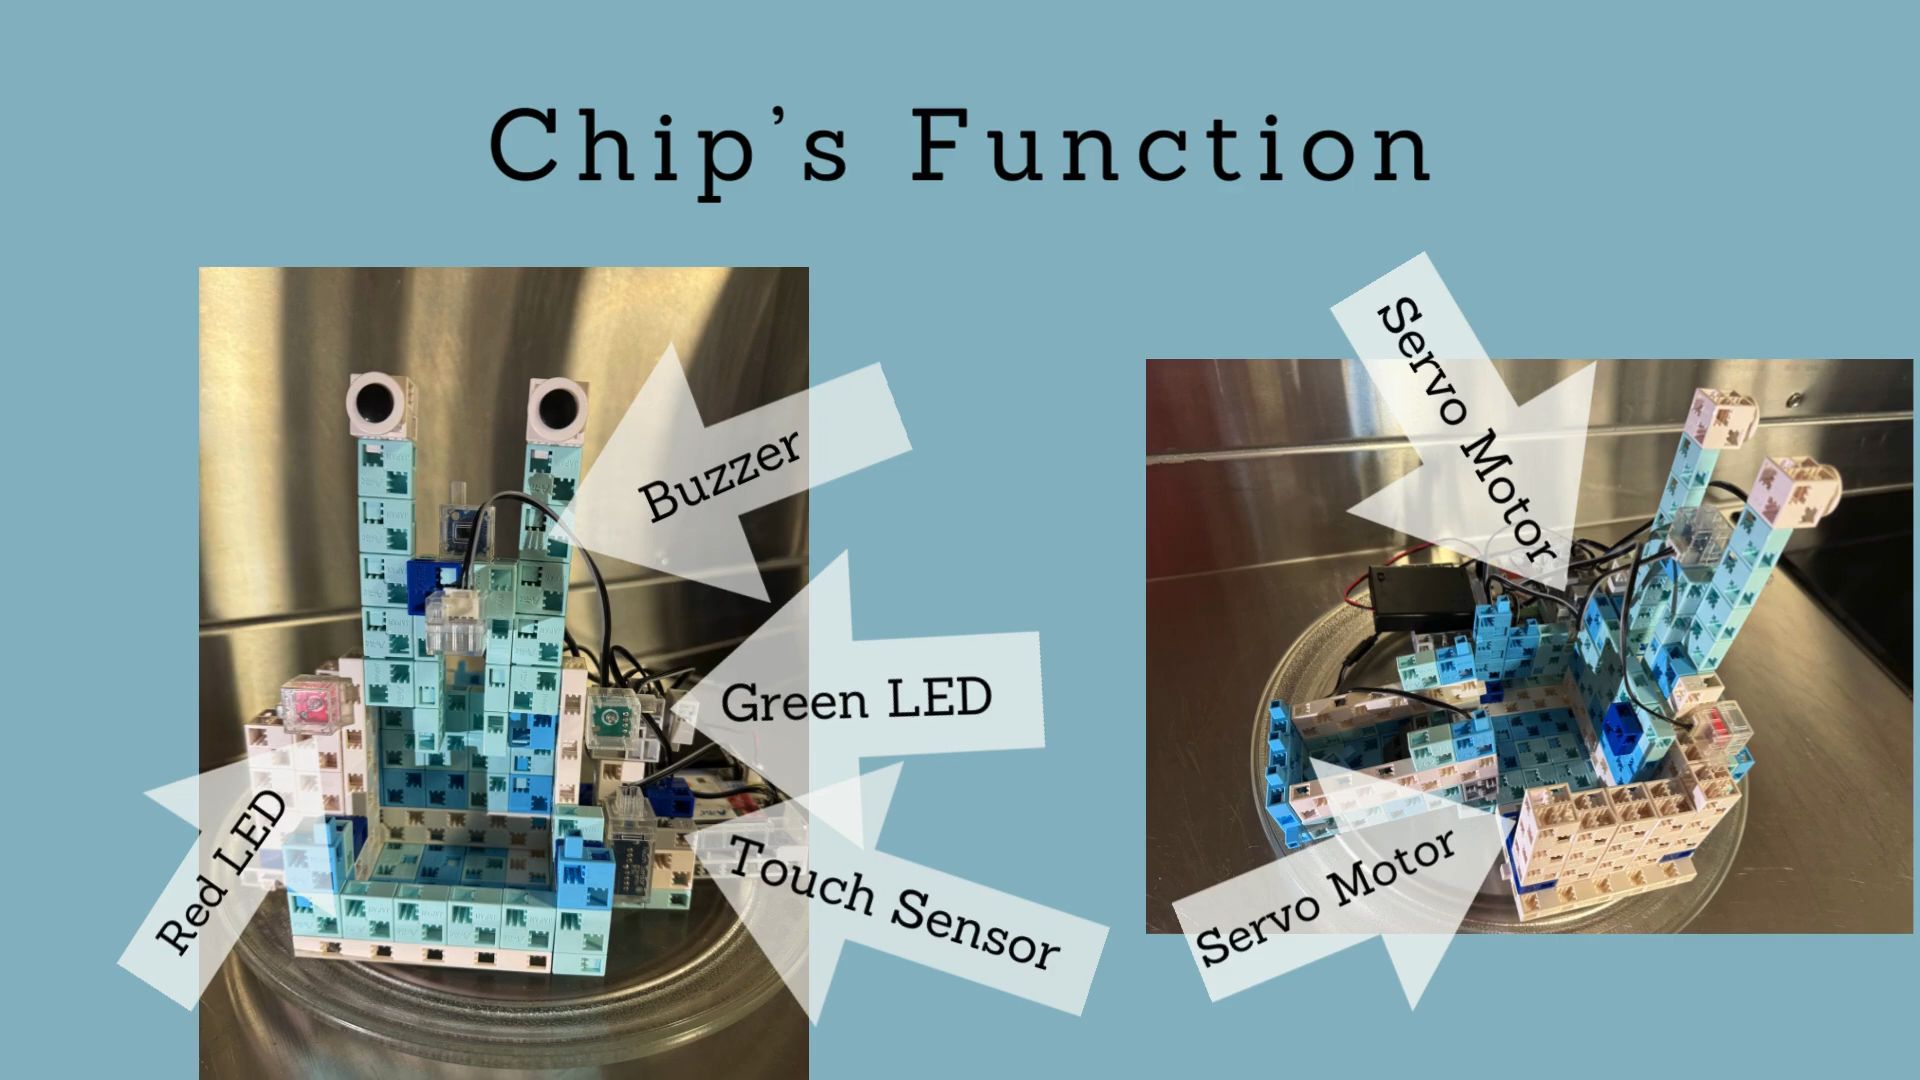 Chip's Function
Buzzer
Green LED
Red LED
Touch Sensor
Servo Motor
Servo Motor